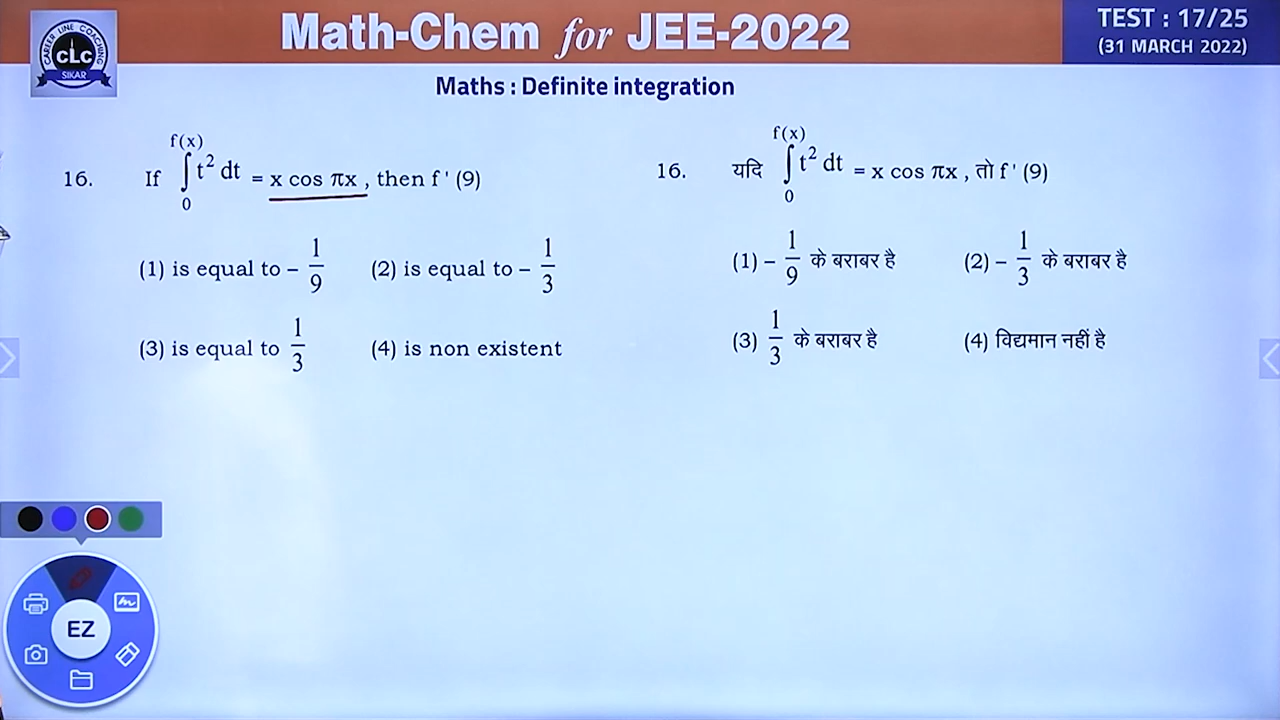 CAREER LINE COACHING
CLC
SIKAR
Math-Chem for JEE-2022
TEST : 17/25
(31 MARCH 2022)
Maths : Definite integration
16. If ∫₀^{f(x)} t² dt = x cos πx , then f ' (9)
(1) is equal to – 1/9 (2) is equal to – 1/3
(3) is equal to 1/3 (4) is non existent
16. यदि ∫₀^{f(x)} t² dt = x cos πx , तो f ' (9)
(1) – 1/9 के बराबर है (2) – 1/3 के बराबर है
(3) 1/3 के बराबर है (4) विद्यमान नहीं है
EZ